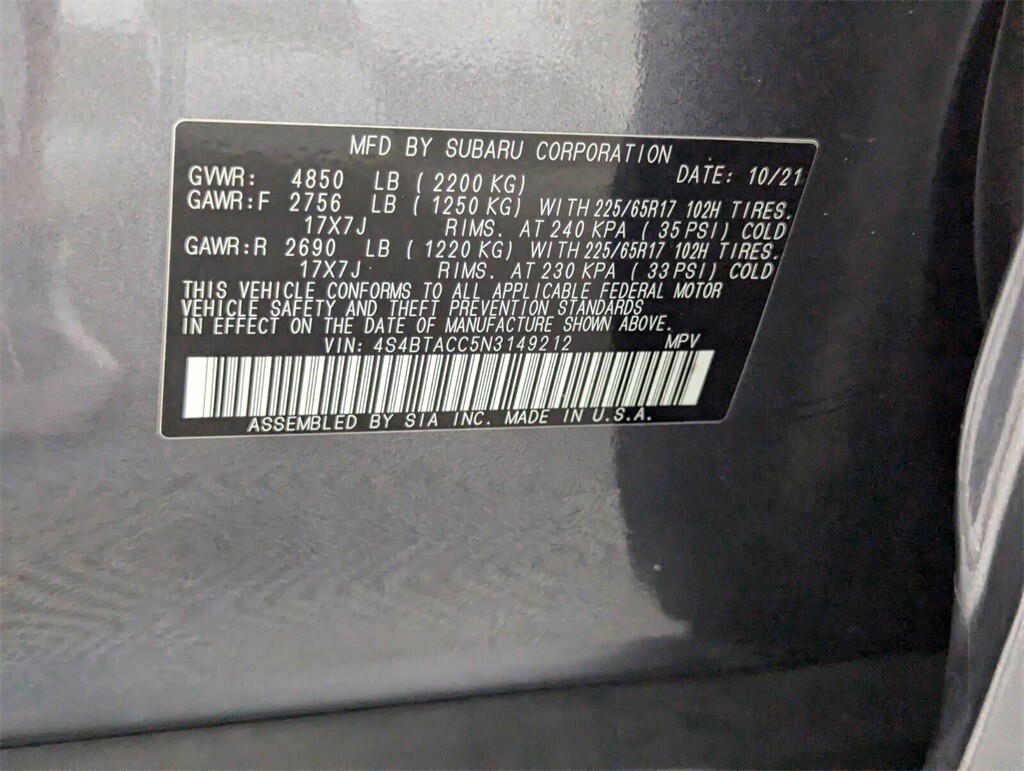 MFD BY SUBARU CORPORATION
DATE: 10/21
GVWR: 4850 LB ( 2200 KG)
GAWR:F 2756 LB ( 1250 KG) WITH 225/65R17 102H TIRES.
17X7J RIMS. AT 240 KPA ( 35 PSI) COLD
GAWR:R 2690 LB ( 1220 KG) WITH 225/65R17 102H TIRES.
17X7J RIMS. AT 230 KPA ( 33 PSI) COLD
THIS VEHICLE CONFORMS TO ALL APPLICABLE FEDERAL MOTOR
VEHICLE SAFETY AND THEFT PREVENTION STANDARDS
IN EFFECT ON THE DATE OF MANUFACTURE SHOWN ABOVE.
VIN: 4S4BTACC5N3149212 MPV
ASSEMBLED BY SIA INC. MADE IN U.S.A.